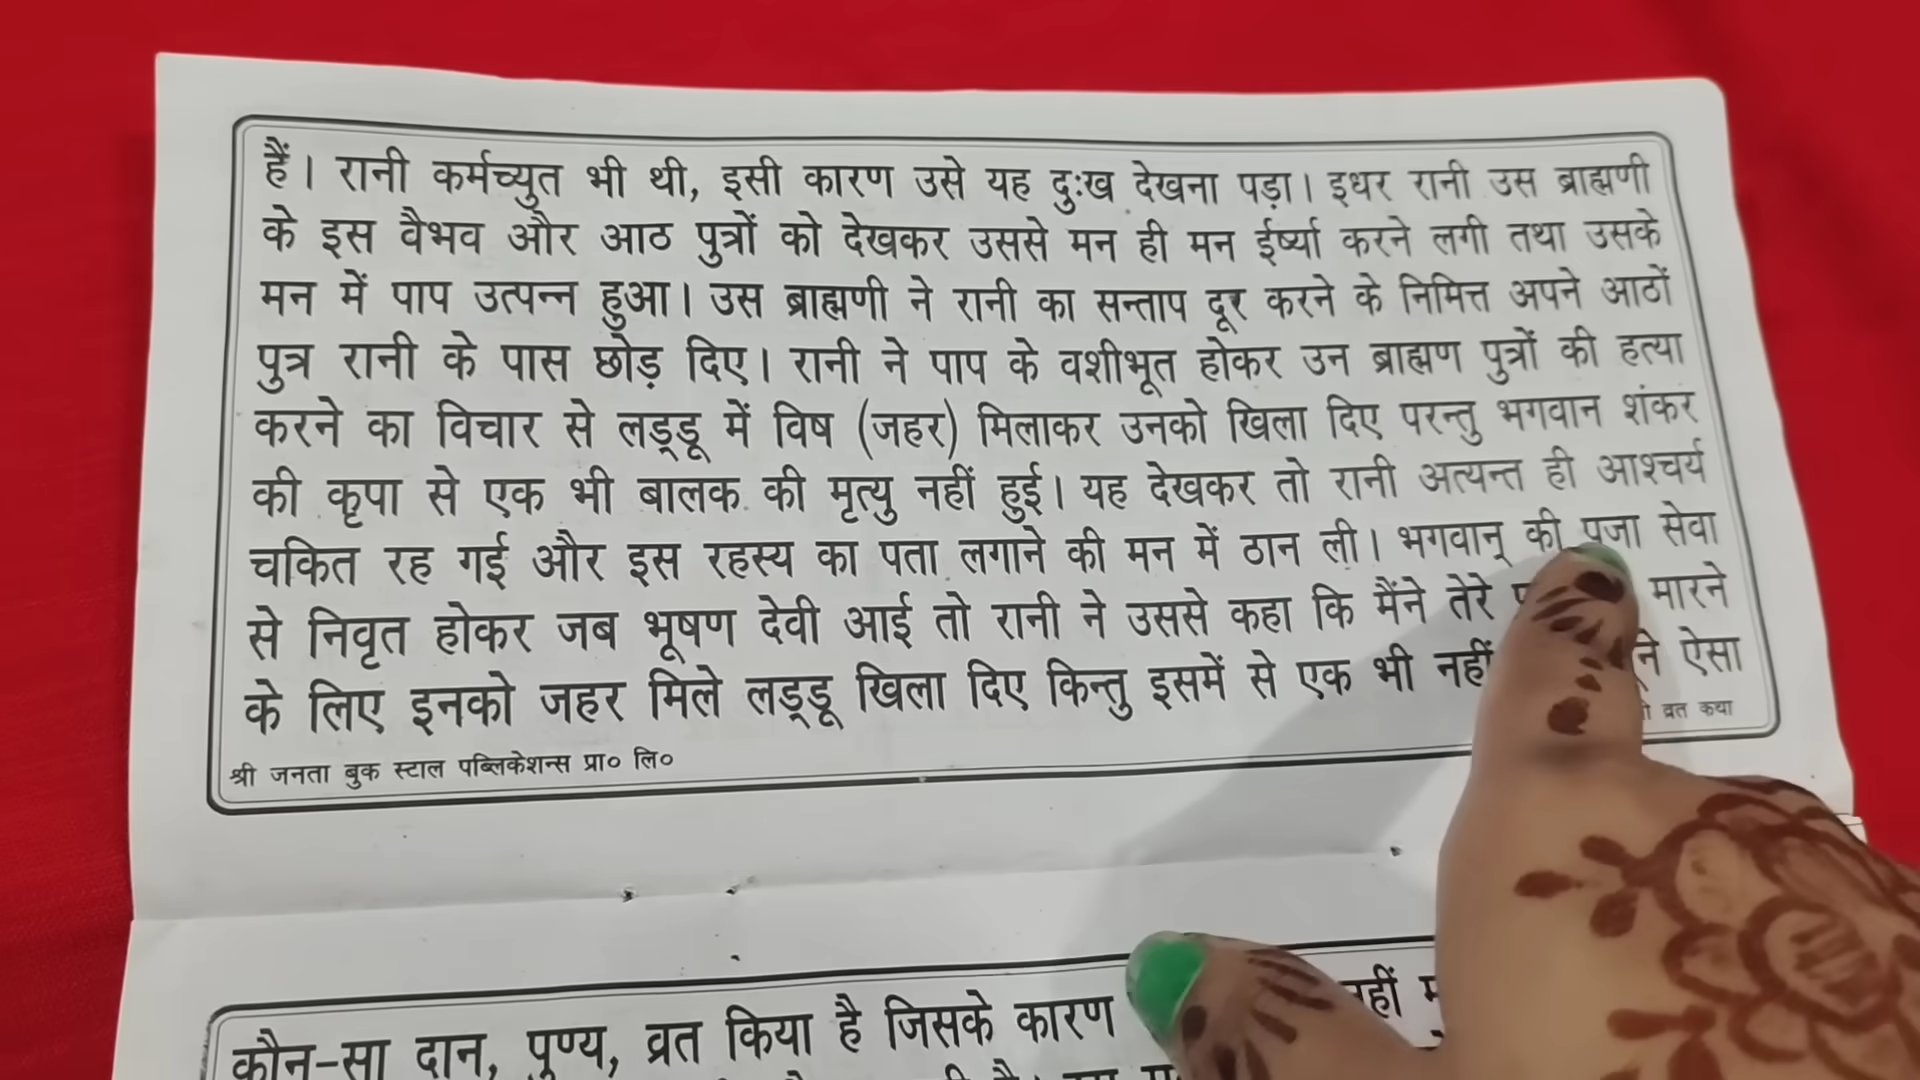 हैं। रानी कर्मच्युत भी थी, इसी कारण उसे यह दुःख देखना पड़ा। इधर रानी उस ब्राह्मणी
के इस वैभव और आठ पुत्रों को देखकर उससे मन ही मन ईर्ष्या करने लगी तथा उसके
मन में पाप उत्पन्न हुआ। उस ब्राह्मणी ने रानी का सन्ताप दूर करने के निमित्त अपने आठों
पुत्र रानी के पास छोड़ दिए। रानी ने पाप के वशीभूत होकर उन ब्राह्मण पुत्रों की हत्या
करने का विचार से लड्डू में विष (जहर) मिलाकर उनको खिला दिए परन्तु भगवान शंकर
की कृपा से एक भी बालक की मृत्यु नहीं हुई। यह देखकर तो रानी अत्यन्त ही आश्चर्य
चकित रह गई और इस रहस्य का पता लगाने की मन में ठान ली। भगवान् की पूजा सेवा
से निवृत होकर जब भूषण देवी आई तो रानी ने उससे कहा कि मैंने तेरे मारने
के लिए इनको जहर मिले लड्डू खिला दिए किन्तु इसमें से एक भी नहीं ऐसा
श्री जनता बुक स्टाल पब्लिकेशन्स प्रा० लि० व्रत कथा
कौन-सा दान, पुण्य, व्रत किया है जिसके कारण नहीं